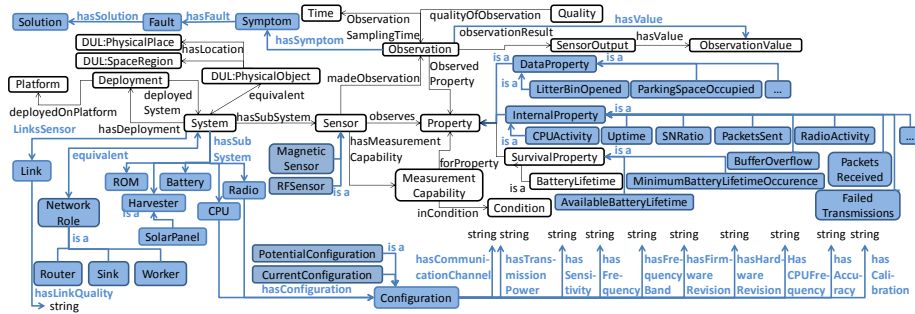 Solution
hasSolution
Fault
hasFault
Symptom
hasSymptom
Time
Observation
SamplingTime
qualityOfObservation
Quality
hasValue
Observation
observationResult
SensorOutput
hasValue
ObservationValue
DUL:PhysicalPlace
DUL:SpaceRegion
hasLocation
DUL:PhysicalObject
Platform
Deployment
deployedOnPlatform
deployed
System
equivalent
madeObservation
Observed
Property
is a
DataProperty
is a
LitterBinOpened
ParkingSpaceOccupied
...
hasDeployment
System
hasSubSystem
Sensor
observes
Property
is a
InternalProperty
is a
CPUActivity
Uptime
SNRatio
PacketsSent
RadioActivity
...
LinksSensor
Link
equivalent
hasSub
System
ROM
Battery
Harvester
is a
SolarPanel
Radio
CPU
Magnetic
Sensor
RFSensor
is a
hasMeasurement
Capability
forProperty
Measurement
Capability
inCondition
Condition
SurvivalProperty
is a
BatteryLifetime
is a
BufferOverflow
MinimumBatteryLifetimeOccurence
AvailableBatteryLifetime
Packets
Received
Failed
Transmissions
Network
Role
is a
Router
Sink
Worker
hasLinkQuality
string
PotentialConfiguration
is a
CurrentConfiguration
hasConfiguration
Configuration
string
string
string
string
string
string
string
string
string
string
hasCommuni-
cationChannel
hasTrans-
mission
Power
has
Sensi-
tivity
has
Fre-
quency
hasFre-
quency
Band
hasFirm-
ware
Revision
hasHard-
ware
Revision
Has
CPUFre-
quency
has
Accu-
racy
has
Cali-
bration